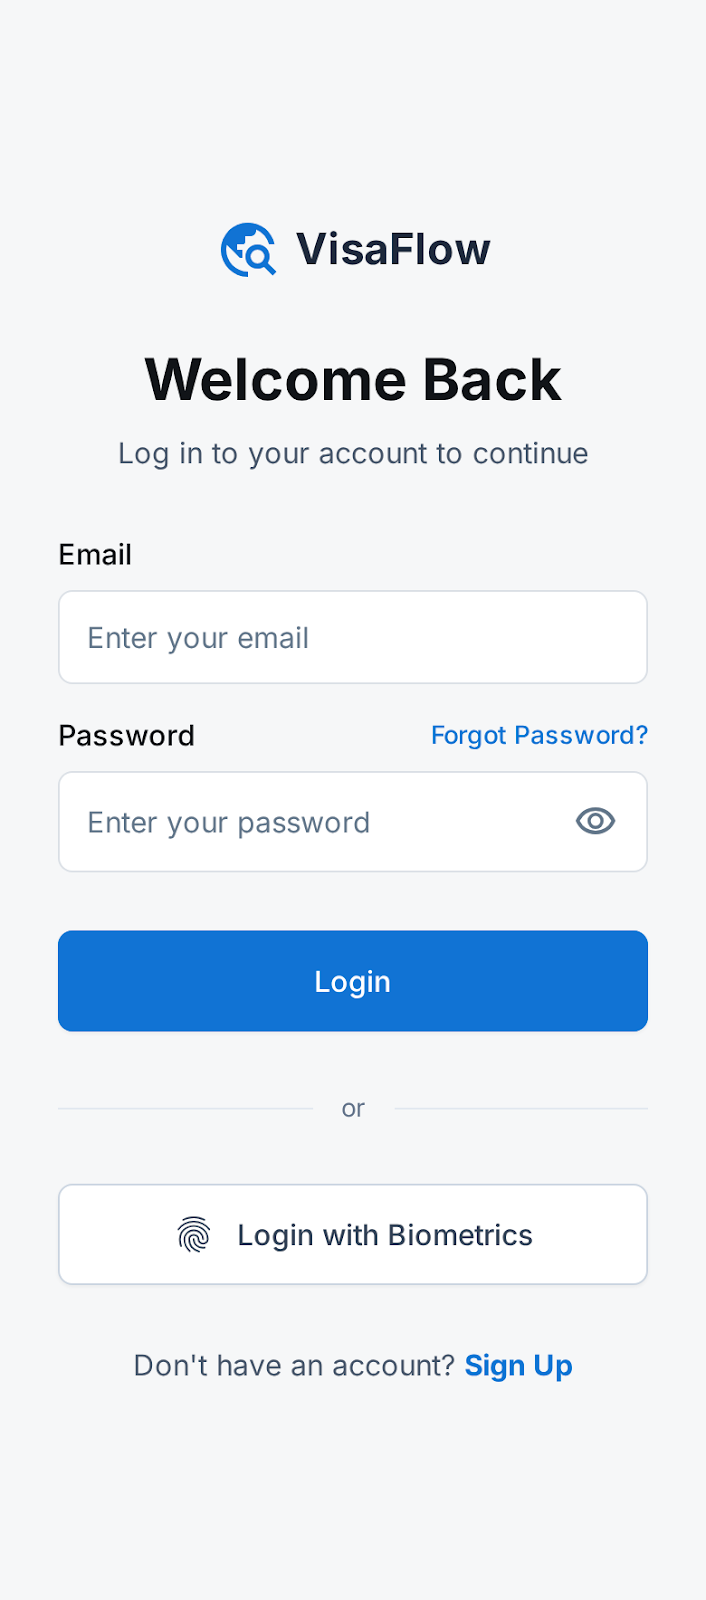 VisaFlow
Welcome Back
Log in to your account to continue
Email
Enter your email
Password
Forgot Password?
Enter your password
Login
or
Login with Biometrics
Don't have an account? Sign Up